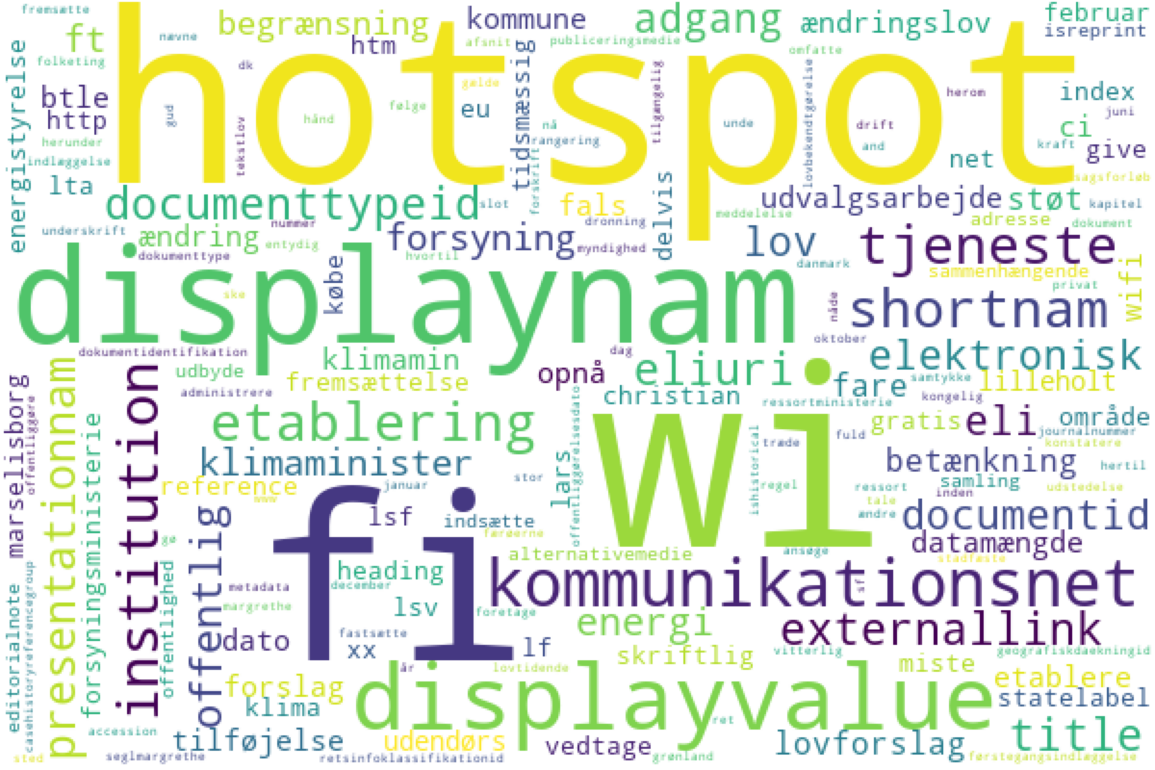 fremsætte
begrænsning
kommune
adgang
ændringslov
februar
isreprint
ft
nævne
htm
afsnit
publiceringsmedie
omfatte
hotspot
folketing
dk
gælde
tidsmæssig
energistyrelse
btle
http
gud
hånd
følge
eu
nå
rangering
tilgængelig
unde
lovbekendtgørelse
herom
drift
and
index
juni
ci
kraft
give
herunder
indlæggelse
tekstlov
forskrift
net
sagsforløb
lta
documenttypeid
slot
fals
delvis
meddelelse
udvalgsarbejde
støt
kapitel
adresse
dokument
underskrift
ændring
nummer
entydig
forsyning
dronning
myndighed
lov
tjeneste
dokumenttype
hvortil
danmark
sammenhængende
privat
wifi
displaynam
ske
købe
nåde
shortnam
dokumentidentifikation
klimamin
dag
oktober
elektronisk
udbyde
administrere
fremsættelse
opnå
eliuri
fare
samtykke
lilleholt
kongelig
marselisborg
offentliggøre
presentationnam
forsyningsministerie
institution
etablering
christian
ressortministerie
gratis
eli
område
journalnummer
konstatere
wi
fuld
træde
klimaminister
offentliggørelsesdato
lars
ishistorical
regel
betænkning
hertil
reference
www
januar
stor
ressort
samling
inden
udstedelse
tale
ændre
offentlig
fi
lsf
indsætte
færøerne
documentid
gø
alternativemedie
ansøge
datamængde
stadfæste
offentlighed
metadata
heading
december
kommunikationsnet
sf
editorialnote
casehistoryreferencegroup
margrethe
lsv
foretage
energi
externallink
dato
fastsætte
xx
lf
skriftlig
vitterlig
geografiskdaekningid
år
lovtidende
miste
etablere
forslag
displayvalue
statelabel
klima
accession
tilføjelse
udendørs
ret
vedtage
lovforslag
title
sted
seglmargrethe
retsinfoklassifikationid
grønland
førstegangsindlæggelse